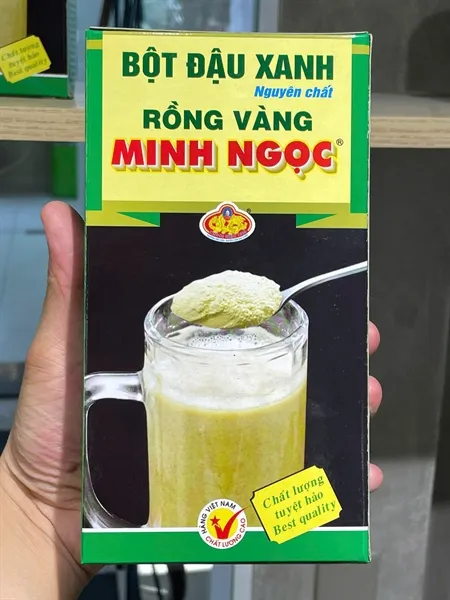 BỘT ĐẬU XANH
Nguyên chất
RỒNG VÀNG
MINH NGỌC®
HÀNG VIỆT NAM
CHẤT LƯỢNG CAO
Chất lượng
tuyệt hảo
Best quality
Chất lượng
tuyệt hảo
Best quality